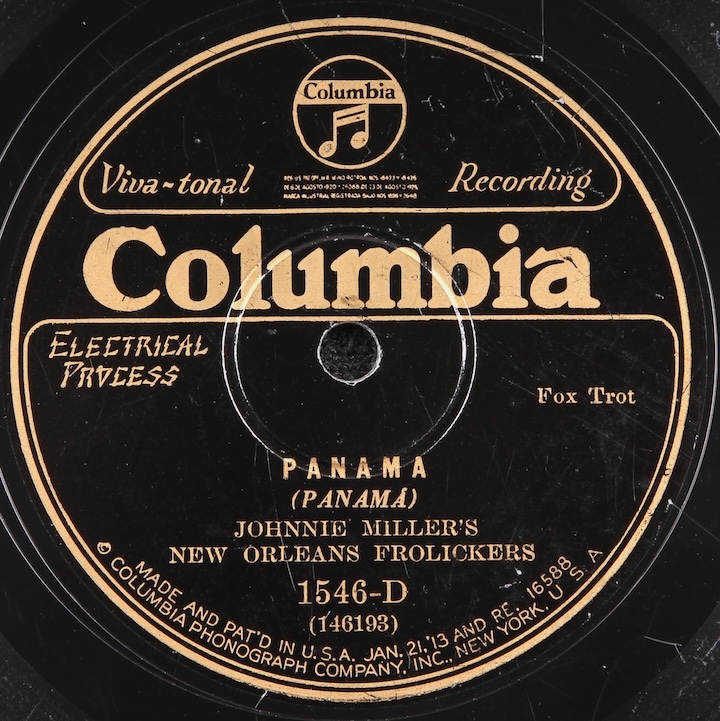 Columbia
Viva-tonal
Recording
Columbia
ELECTRICAL
PROCESS
Fox Trot
PANAMA
(PANAMÁ)
JOHNNIE MILLER'S
NEW ORLEANS FROLICKERS
1546-D
(146193)
MADE AND PAT'D IN U.S.A. JAN. 21, '13 AND RE. 16588
COLUMBIA PHONOGRAPH COMPANY, INC., NEW YORK, U S A